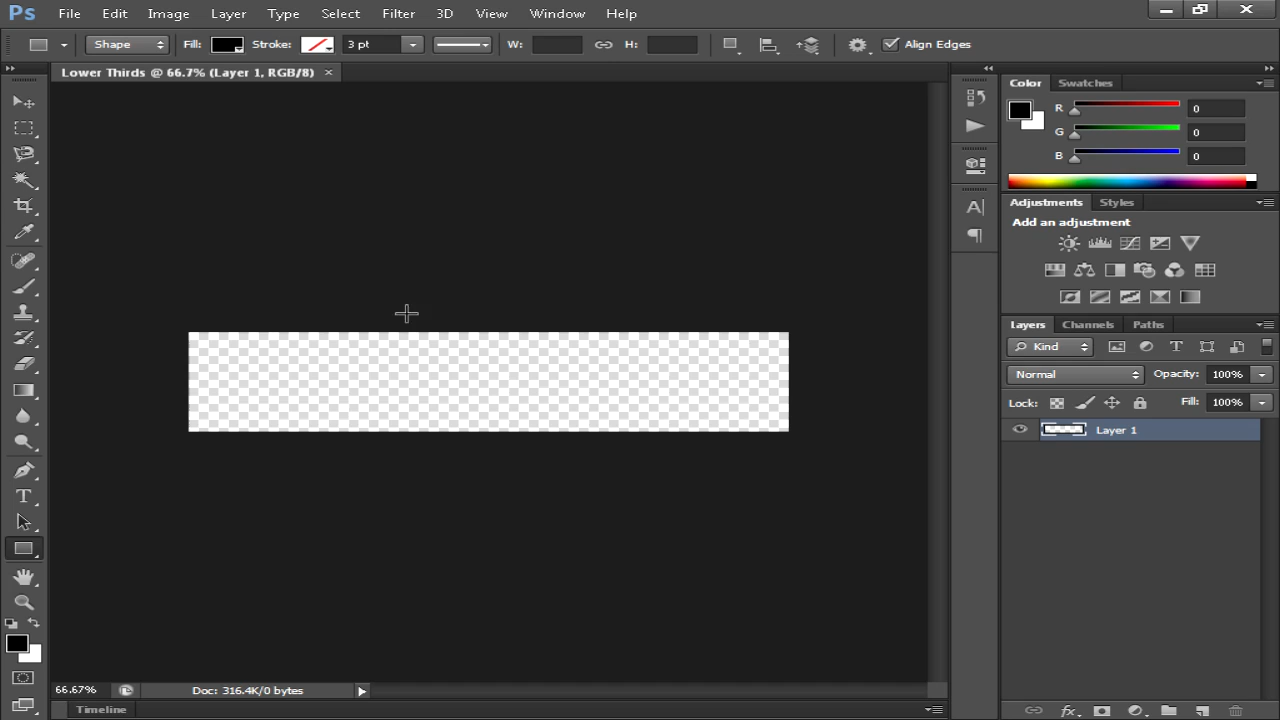 Ps File Edit Image Layer Type Select Filter 3D View Window Help
Shape Fill: Stroke: 3 pt W: H: Align Edges
Lower Thirds @ 66.7% (Layer 1, RGB/8) ×
Color Swatches
R 0
G 0
B 0
Adjustments Styles
Add an adjustment
Layers Channels Paths
Kind
Normal Opacity: 100%
Lock: Fill: 100%
Layer 1
66.67% Doc: 316.4K/0 bytes
Timeline
fx